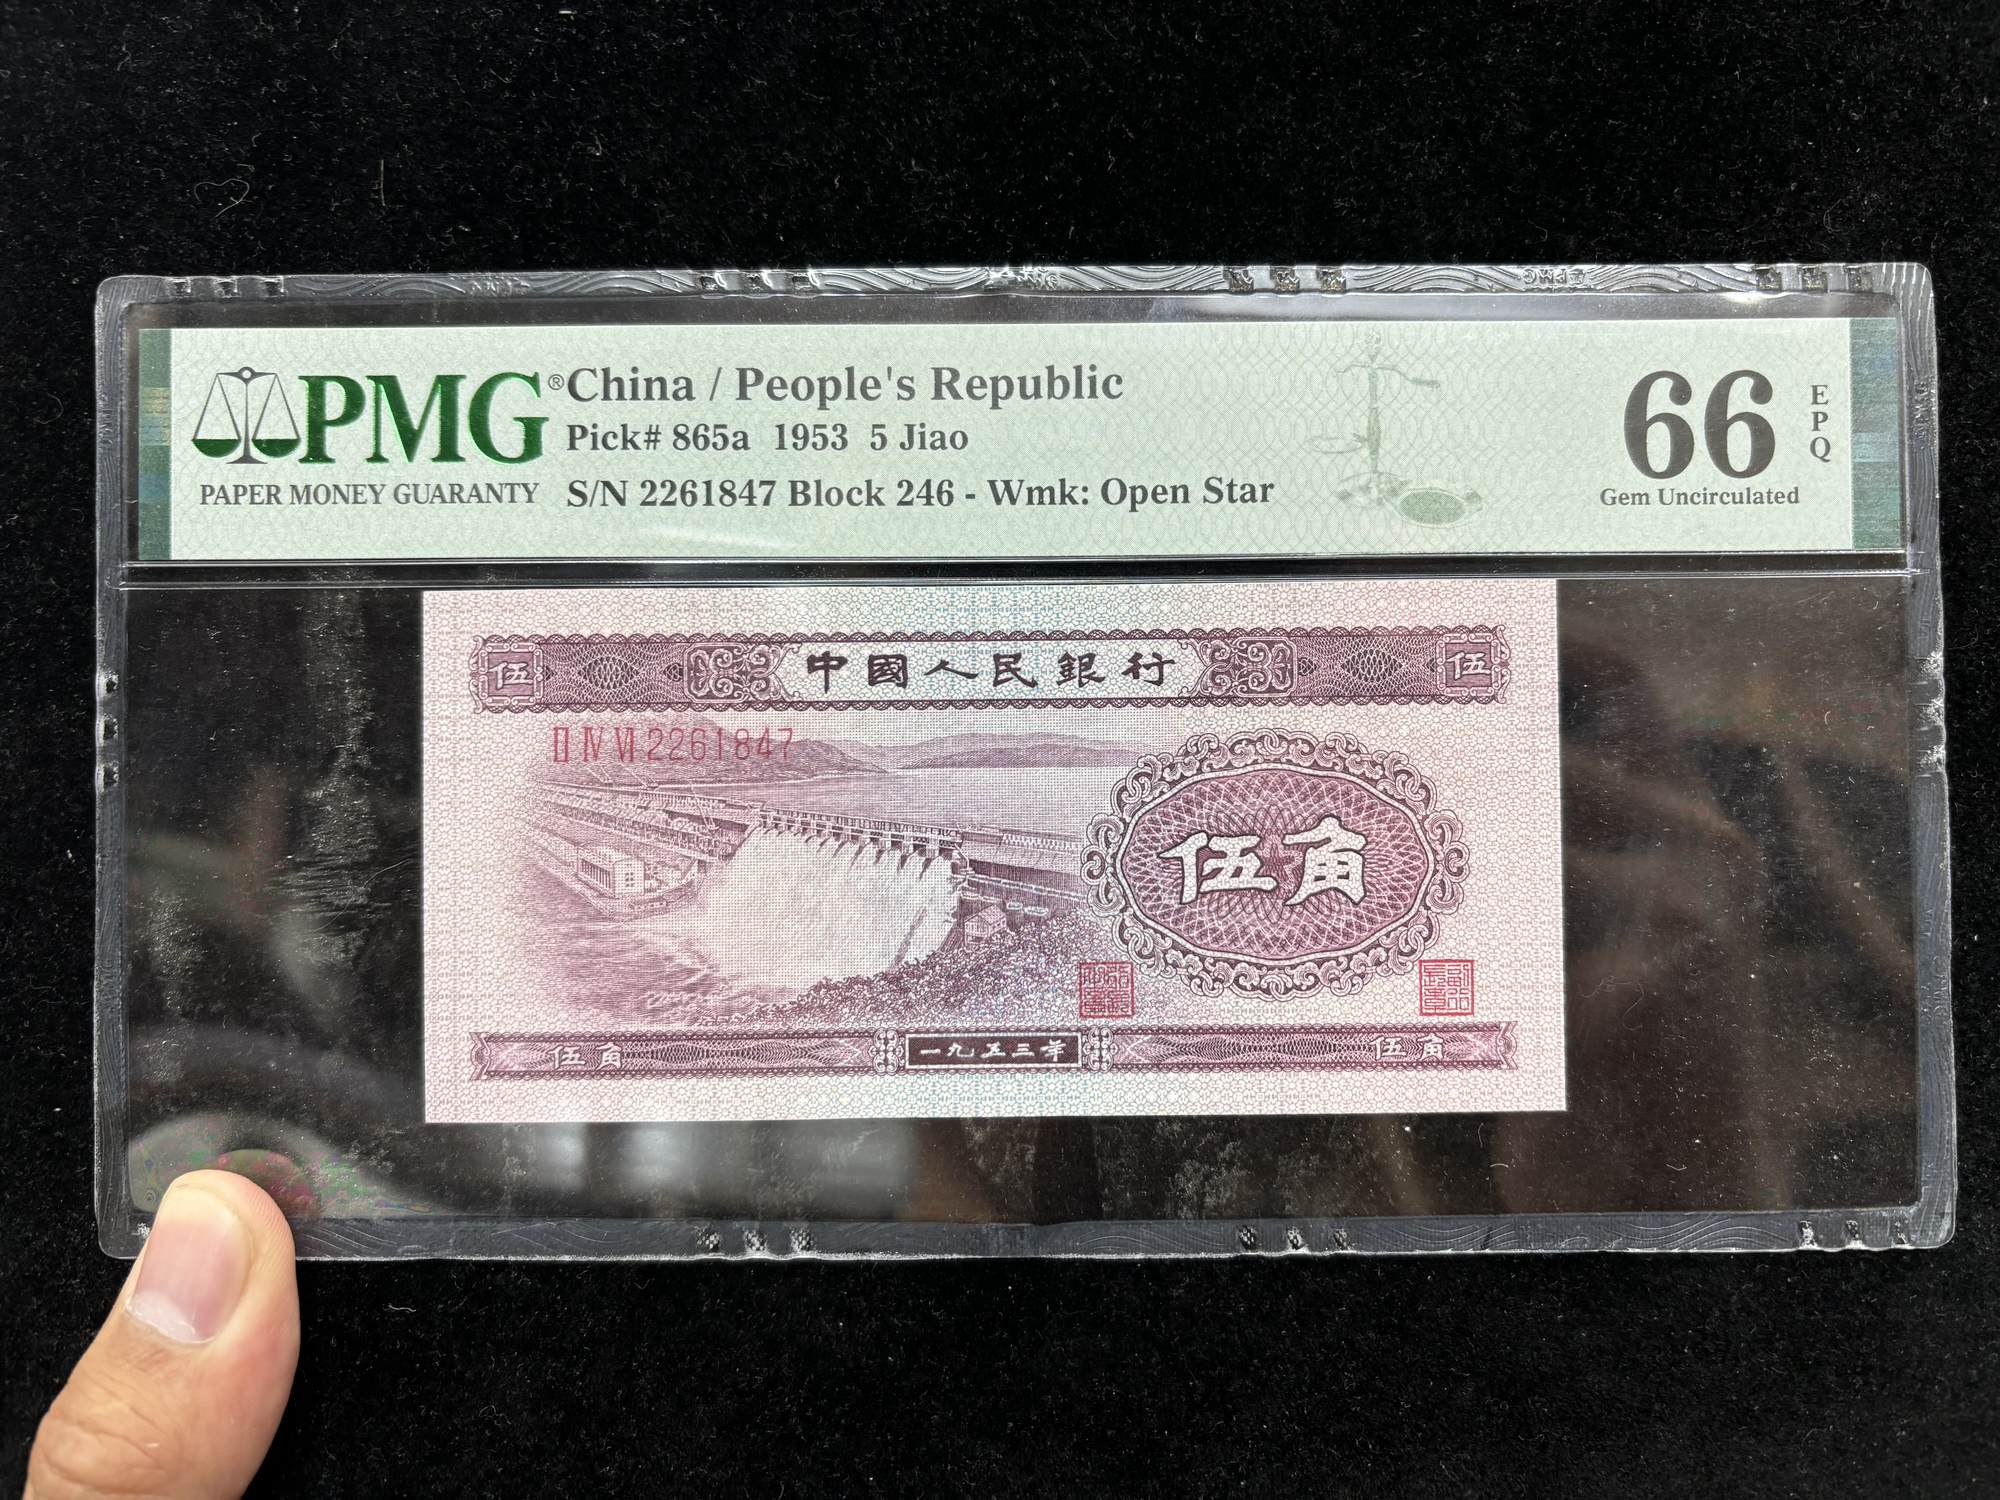 PMG®
PAPER MONEY GUARANTY
China / People's Republic
Pick# 865a 1953 5 Jiao
S/N 2261847 Block 246 - Wmk: Open Star
66
EPQ
Gem Uncirculated
伍 中國人民銀行 伍
II IV VI 2261847
伍角
伍角 一九五三年 伍角